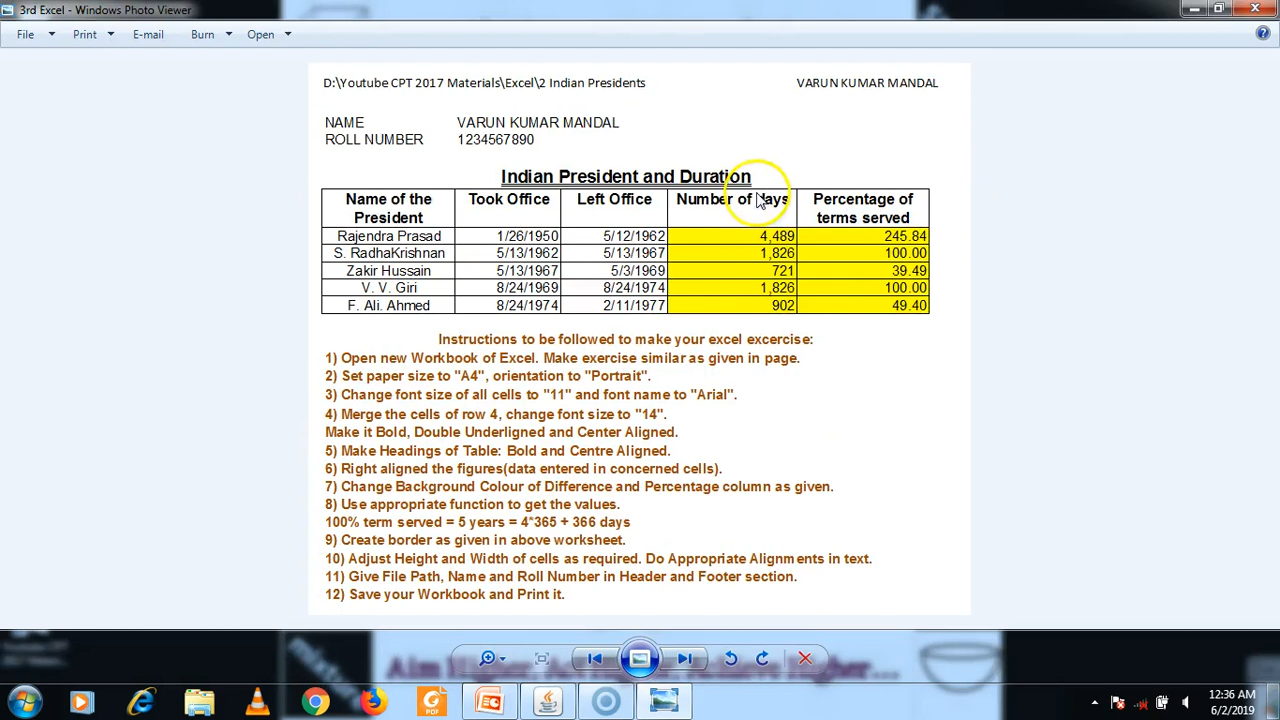 3rd Excel - Windows Photo Viewer
File Print E-mail Burn Open
D:\Youtube CPT 2017 Materials\Excel\2 Indian Presidents VARUN KUMAR MANDAL
NAME VARUN KUMAR MANDAL
ROLL NUMBER 1234567890
Indian President and Duration
Name of the President Took Office Left Office Number of days Percentage of terms served
Rajendra Prasad 1/26/1950 5/12/1962 4,489 245.84
S. RadhaKrishnan 5/13/1962 5/13/1967 1,826 100.00
Zakir Hussain 5/13/1967 5/3/1969 721 39.49
V. V. Giri 8/24/1969 8/24/1974 1,826 100.00
F. Ali. Ahmed 8/24/1974 2/11/1977 902 49.40
Instructions to be followed to make your excel excercise:
1) Open new Workbook of Excel. Make exercise similar as given in page.
2) Set paper size to "A4", orientation to "Portrait".
3) Change font size of all cells to "11" and font name to "Arial".
4) Merge the cells of row 4, change font size to "14".
Make it Bold, Double Underligned and Center Aligned.
5) Make Headings of Table: Bold and Centre Aligned.
6) Right aligned the figures(data entered in concerned cells).
7) Change Background Colour of Difference and Percentage column as given.
8) Use appropriate function to get the values.
100% term served = 5 years = 4*365 + 366 days
9) Create border as given in above worksheet.
10) Adjust Height and Width of cells as required. Do Appropriate Alignments in text.
11) Give File Path, Name and Roll Number in Header and Footer section.
12) Save your Workbook and Print it.
PDF
12:36 AM
6/2/2019